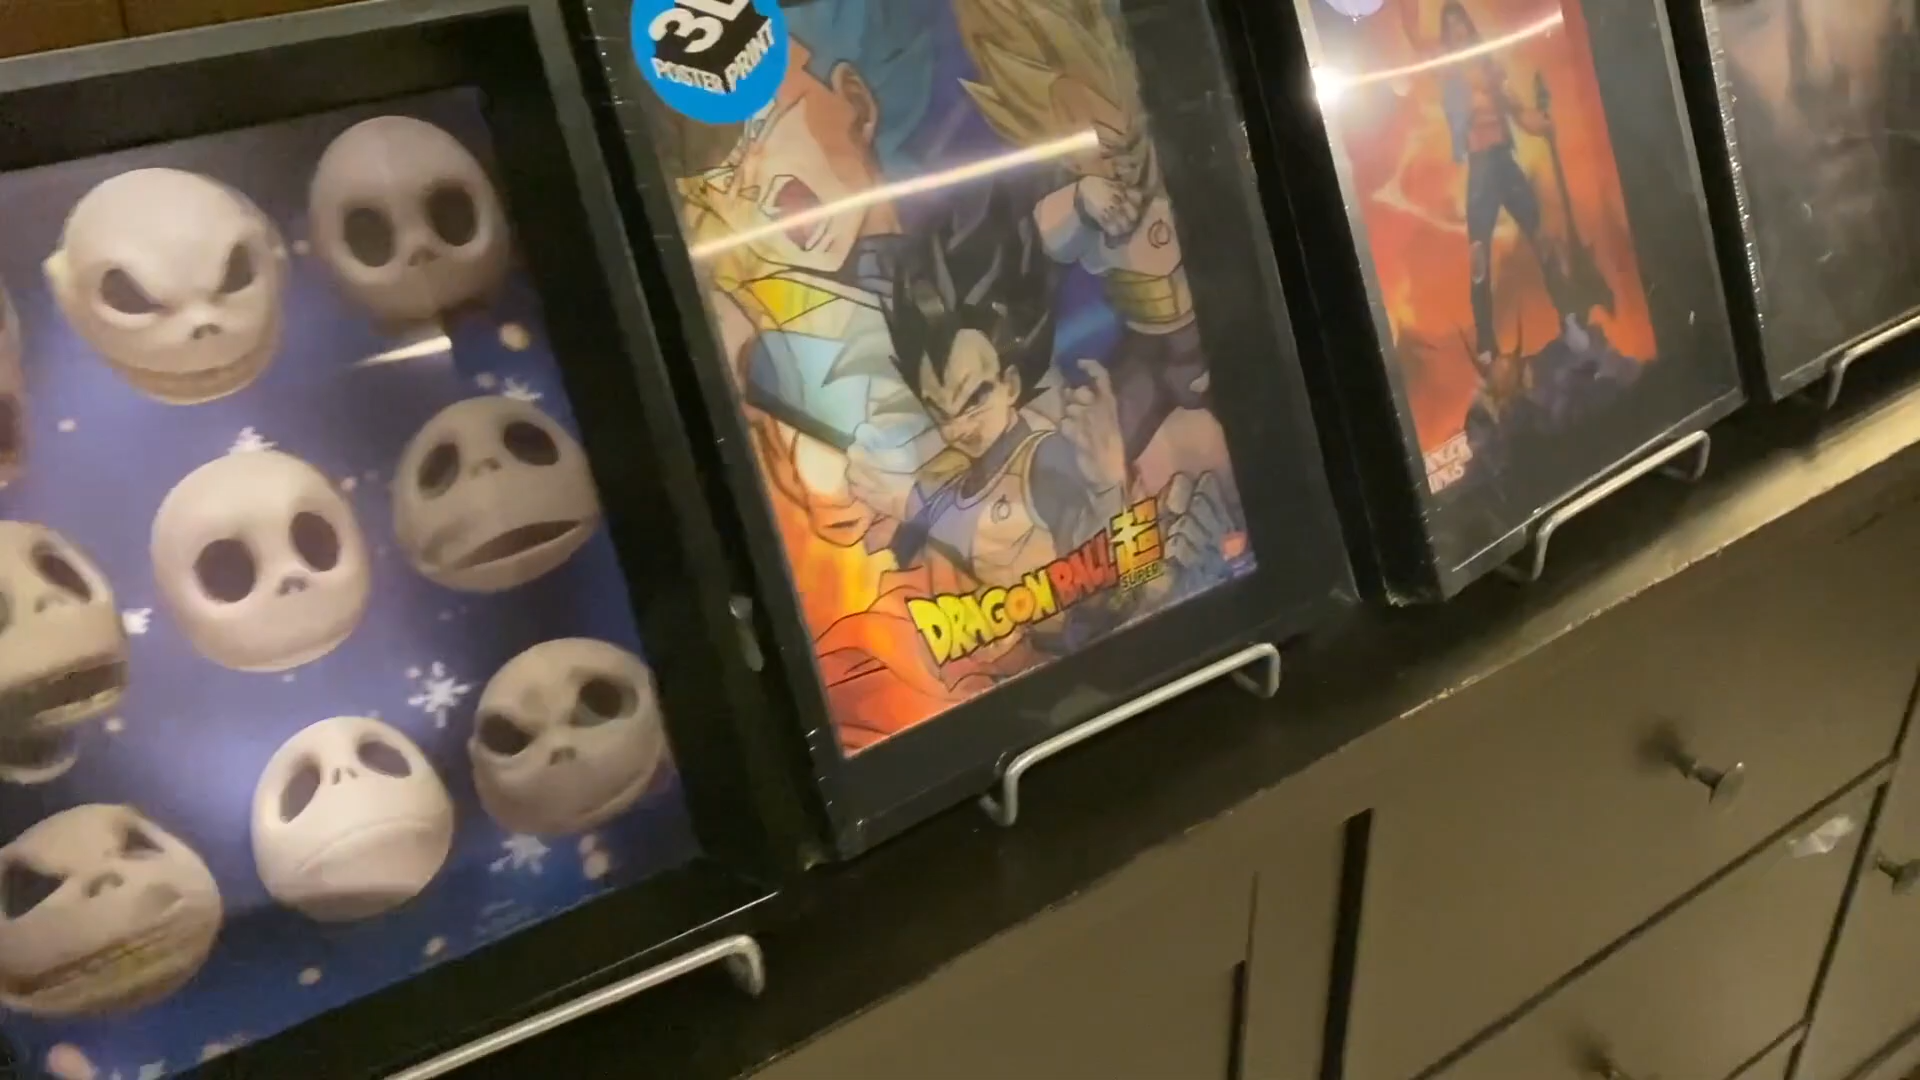 3D
POSTER PRINT
DRAGON BALL 超
SUPER